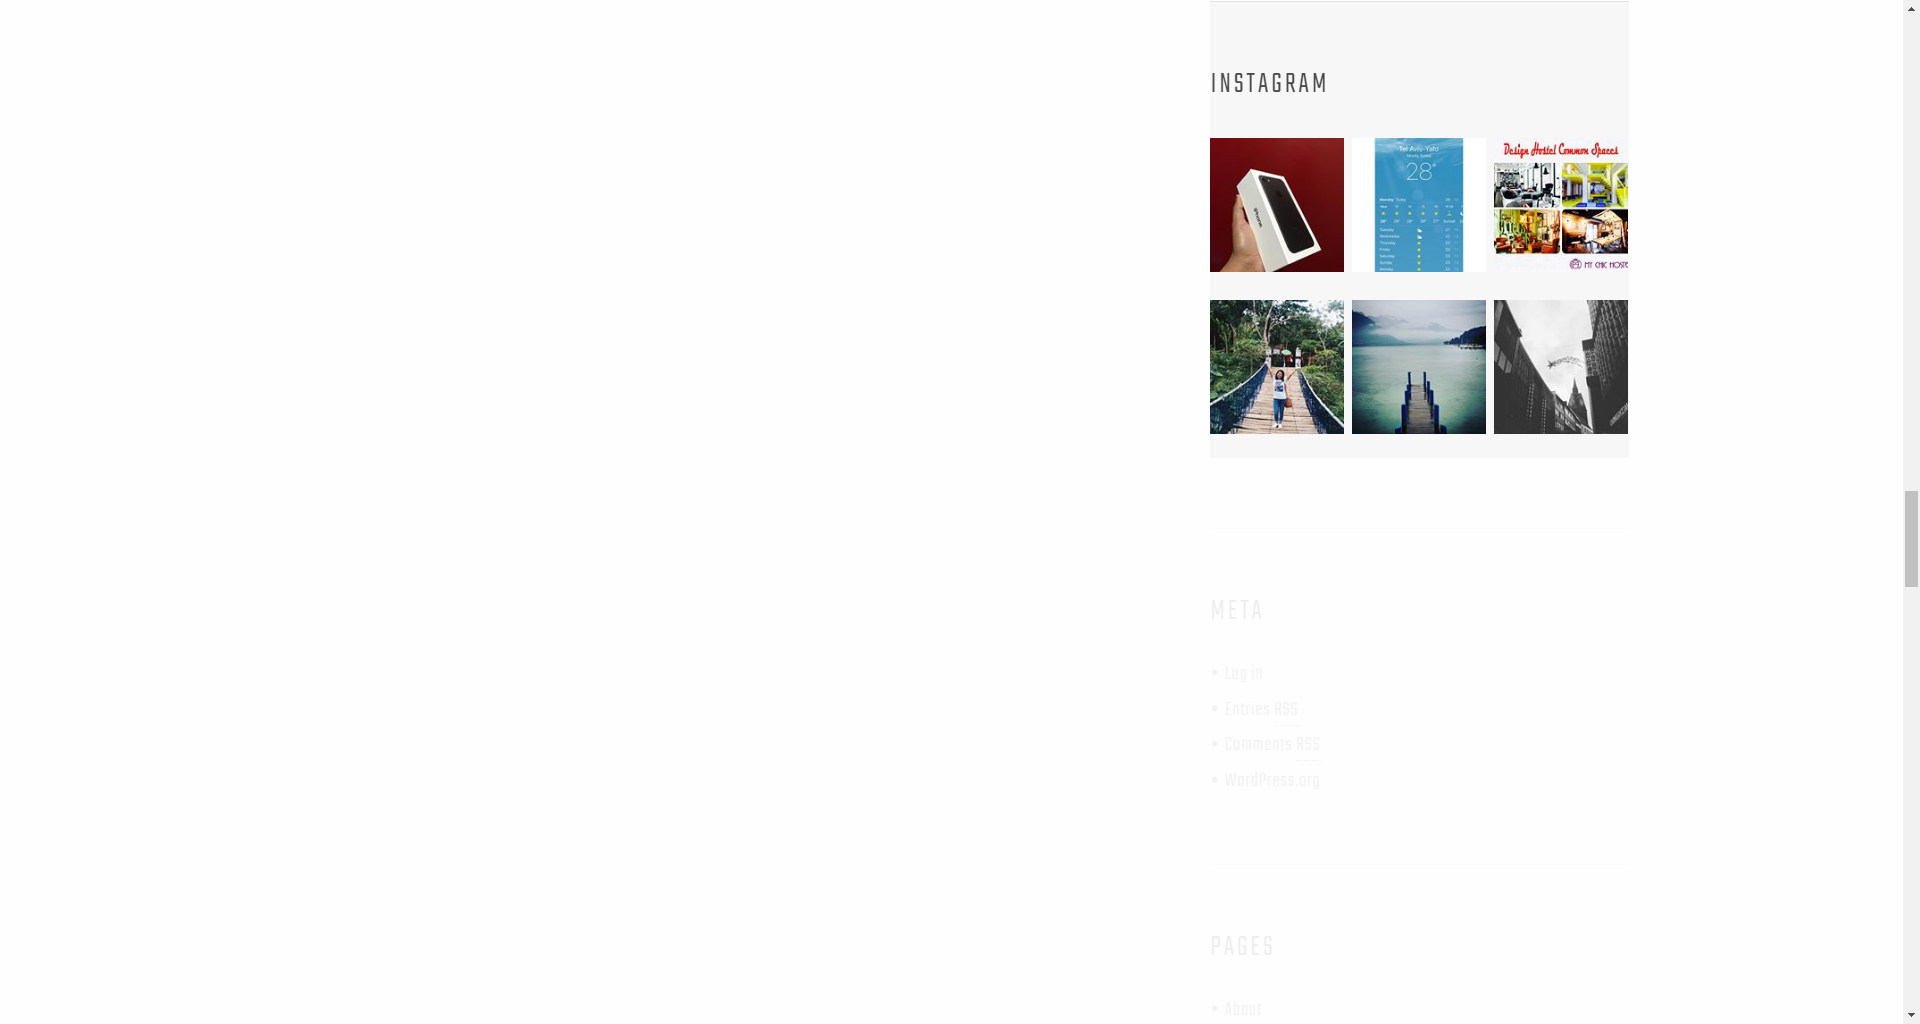 INSTAGRAM
Tel Aviv-Yafo
28°
Design Hostel Common Spaces
MY CHIC HOSTE
META
• Log in
• Entries RSS
• Comments RSS
• WordPress.org
PAGES
• About